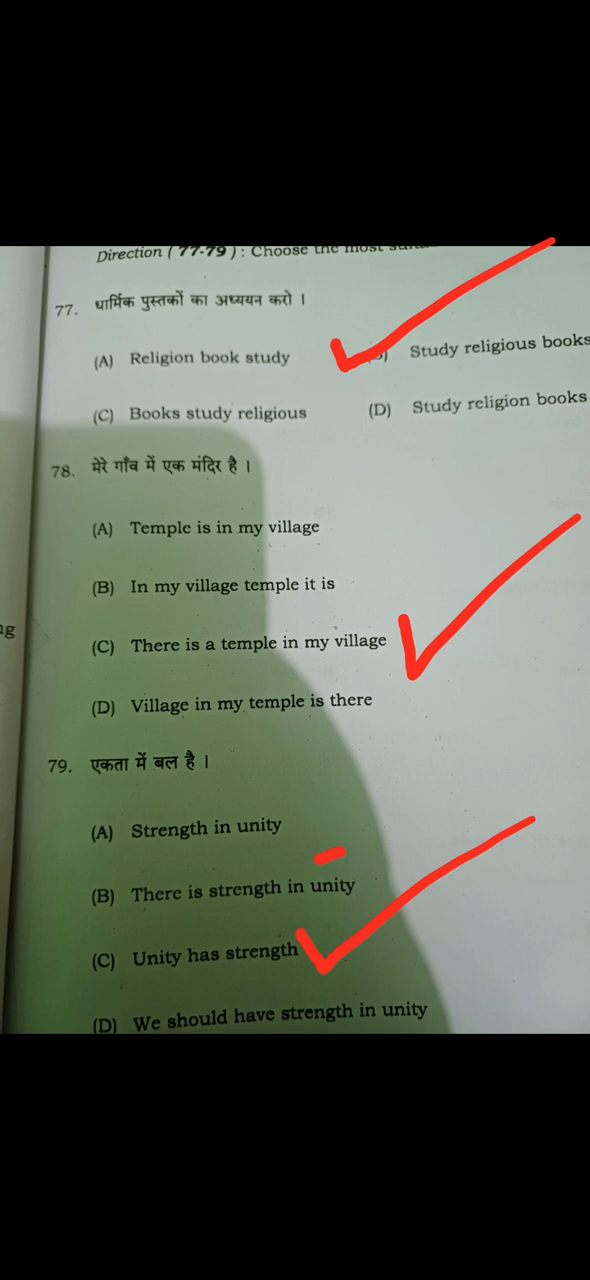 Direction ( 77-79 ) : Choose the most
77. धार्मिक पुस्तकों का अध्ययन करो ।
(A) Religion book study
Study religious books
(C) Books study religious
(D) Study religion books
78. मेरे गाँव में एक मंदिर है ।
(A) Temple is in my village
(B) In my village temple it is
(C) There is a temple in my village
(D) Village in my temple is there
79. एकता में बल है ।
(A) Strength in unity
(B) There is strength in unity
(C) Unity has strength
(D) We should have strength in unity